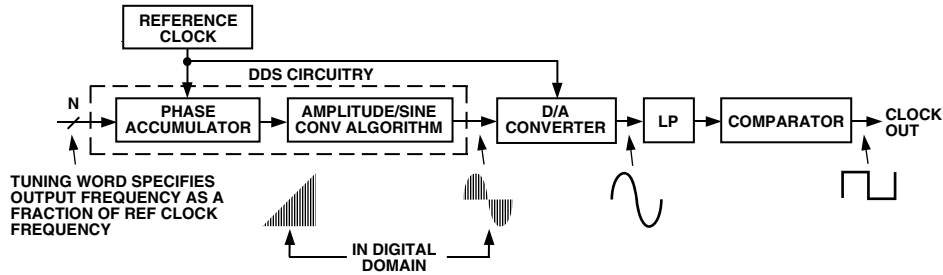 REFERENCE
CLOCK
DDS CIRCUITRY
N
PHASE
ACCUMULATOR
AMPLITUDE/SINE
CONV ALGORITHM
D/A
CONVERTER
LP
COMPARATOR
CLOCK
OUT
TUNING WORD SPECIFIES
OUTPUT FREQUENCY AS A
FRACTION OF REF CLOCK
FREQUENCY
IN DIGITAL
DOMAIN